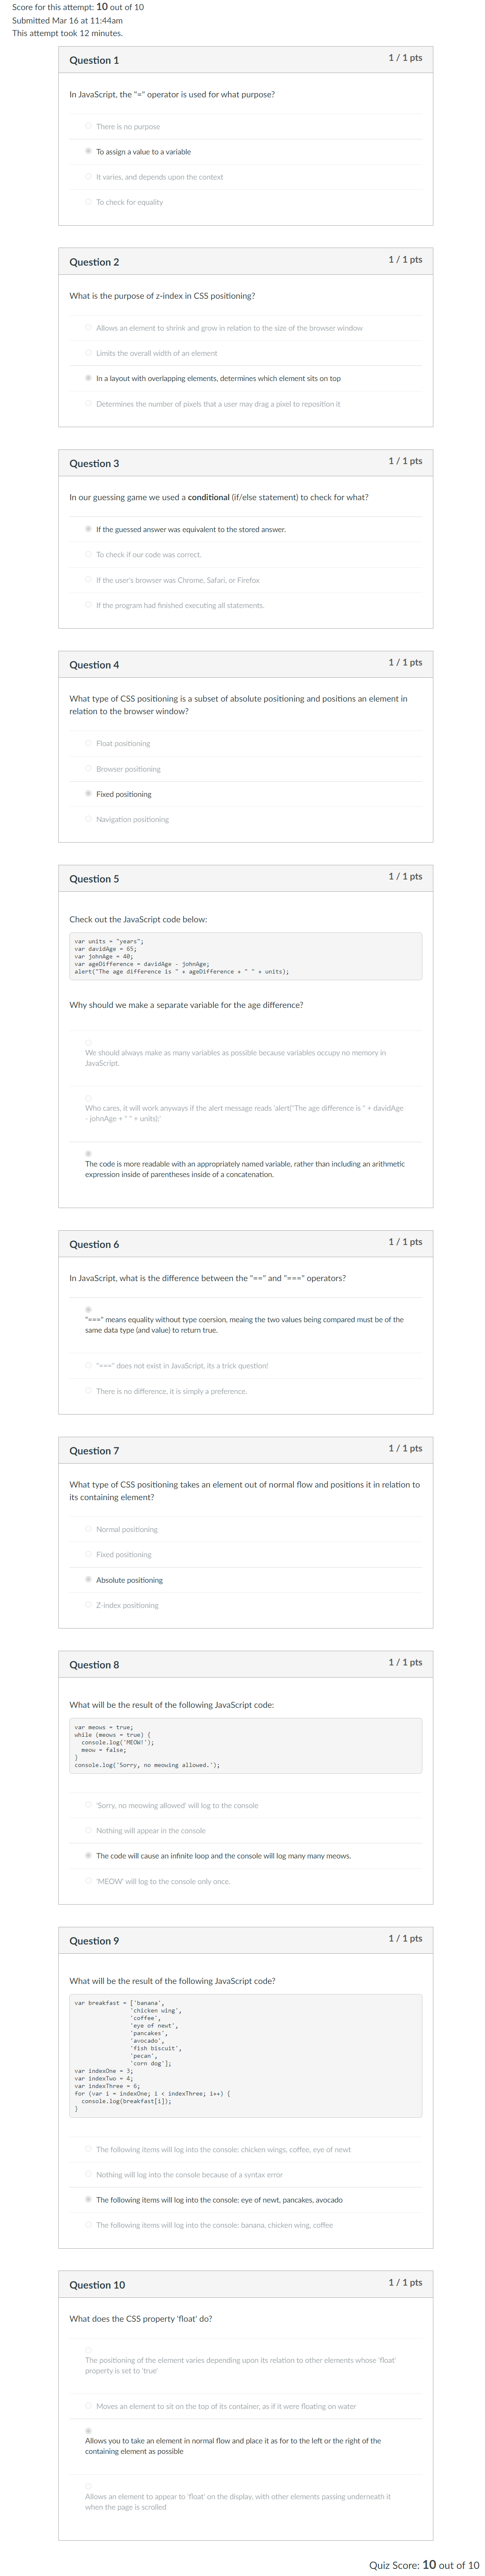 Score for this attempt: 10 out of 10
Submitted Mar 16 at 11:44am
This attempt took 12 minutes.
Question 1
1 / 1 pts
In JavaScript, the "=" operator is used for what purpose?
There is no purpose
To assign a value to a variable
It varies, and depends upon the context
To check for equality
Question 2
1 / 1 pts
What is the purpose of z-index in CSS positioning?
Allows an element to shrink and grow in relation to the size of the browser window
Limits the overall width of an element
In a layout with overlapping elements, determines which element sits on top
Determines the number of pixels that a user may drag a pixel to reposition it
Question 3
1 / 1 pts
In our guessing game we used a conditional (if/else statement) to check for what?
If the guessed answer was equivalent to the stored answer.
To check if our code was correct.
If the user's browser was Chrome, Safari, or Firefox
If the program had finished executing all statements.
Question 4
1 / 1 pts
What type of CSS positioning is a subset of absolute positioning and positions an element in
relation to the browser window?
Float positioning
Browser positioning
Fixed positioning
Navigation positioning
Question 5
1 / 1 pts
Check out the JavaScript code below:
var units = "years";
var davidAge = 65;
var johnAge = 40;
var ageDifference = davidAge - johnAge;
alert("The age difference is " + ageDifference + " " + units);
Why should we make a separate variable for the age difference?
We should always make as many variables as possible because variables occupy no memory in
JavaScript.
Who cares, it will work anyways if the alert message reads 'alert("The age difference is " + davidAge
- johnAge + " " + units);'
The code is more readable with an appropriately named variable, rather than including an arithmetic
expression inside of parentheses inside of a concatenation.
Question 6
1 / 1 pts
In JavaScript, what is the difference between the "==" and "===" operators?
"===" means equality without type coersion, meaing the two values being compared must be of the
same data type (and value) to return true.
"===" does not exist in JavaScript, its a trick question!
There is no difference, it is simply a preference.
Question 7
1 / 1 pts
What type of CSS positioning takes an element out of normal flow and positions it in relation to
its containing element?
Normal positioning
Fixed positioning
Absolute positioning
Z-index positioning
Question 8
1 / 1 pts
What will be the result of the following JavaScript code:
var meows = true;
while (meows = true) {
console.log('MEOW!');
meow = false;
}
console.log('Sorry, no meowing allowed.');
'Sorry, no meowing allowed' will log to the console
Nothing will appear in the console
The code will cause an infinite loop and the console will log many many meows.
'MEOW' will log to the console only once.
Question 9
1 / 1 pts
What will be the result of the following JavaScript code?
var breakfast = ['banana',
'chicken wing',
'coffee',
'eye of newt',
'pancakes',
'avocado',
'fish biscuit',
'pecan',
'corn dog'];
var indexOne = 3;
var indexTwo = 4;
var indexThree = 6;
for (var i = indexOne; i < indexThree; i++) {
console.log(breakfast[i]);
}
The following items will log into the console: chicken wings, coffee, eye of newt
Nothing will log into the console because of a syntax error
The following items will log into the console: eye of newt, pancakes, avocado
The following items will log into the console: banana, chicken wing, coffee
Question 10
1 / 1 pts
What does the CSS property 'float' do?
The positioning of the element varies depending upon its relation to other elements whose 'float'
property is set to 'true'
Moves an element to sit on the top of its container, as if it were floating on water
Allows you to take an element in normal flow and place it as for to the left or the right of the
containing element as possible
Allows an element to appear to 'float' on the display, with other elements passing underneath it
when the page is scrolled
Quiz Score: 10 out of 10